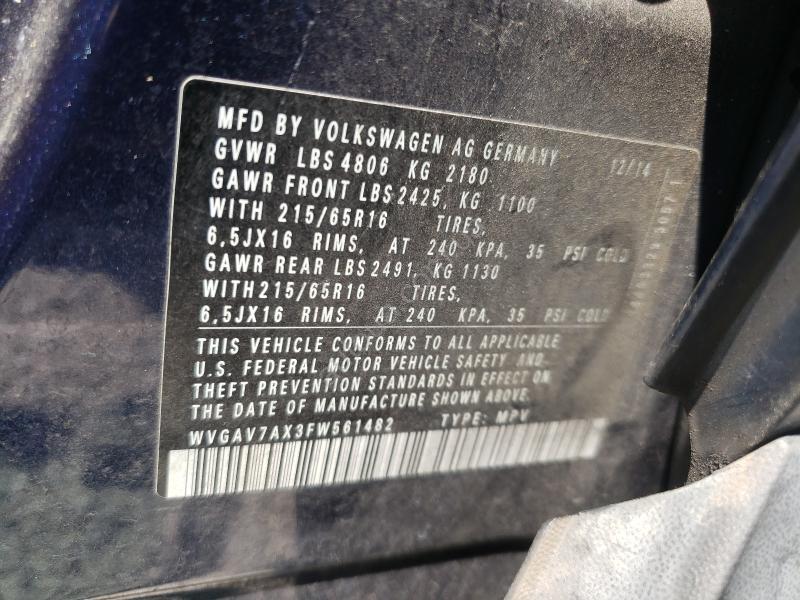 MFD BY VOLKSWAGEN AG GERMANY 12/14
GVWR LBS 4806 KG 2180
GAWR FRONT LBS 2425, KG 1100
WITH 215/65R16 TIRES,
6,5JX16 RIMS, AT 240 KPA, 35 PSI COLD
GAWR REAR LBS 2491, KG 1130
WITH 215/65R16 TIRES,
6,5JX16 RIMS, AT 240 KPA, 35 PSI COLD
THIS VEHICLE CONFORMS TO ALL APPLICABLE
U.S. FEDERAL MOTOR VEHICLE SAFETY AND
THEFT PREVENTION STANDARDS IN EFFECT ON
THE DATE OF MANUFACTURE SHOWN ABOVE.
WVGAV7AX3FW561482 TYPE: MPV